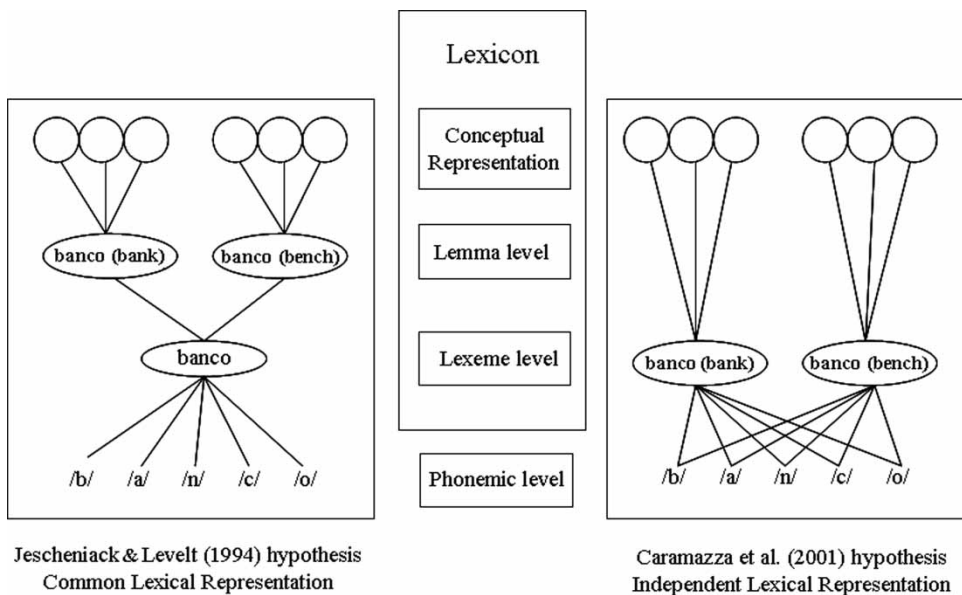 Lexicon
Conceptual
Representation
Lemma level
Lexeme level
Phonemic level
banco (bank)
banco (bench)
banco
/b/ /a/ /n/ /c/ /o/
Jescheniack & Levelt (1994) hypothesis
Common Lexical Representation
banco (bank)
banco (bench)
/b/ /a/ /n/ /c/ /o/
Caramazza et al. (2001) hypothesis
Independent Lexical Representation